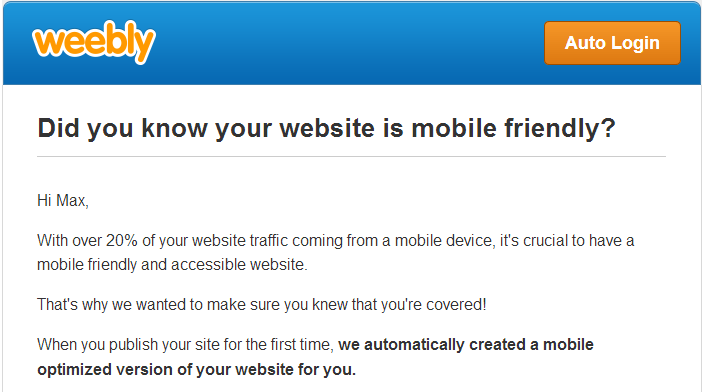 weebly
Auto Login
Did you know your website is mobile friendly?
Hi Max,
With over 20% of your website traffic coming from a mobile device, it's crucial to have a
mobile friendly and accessible website.
That's why we wanted to make sure you knew that you're covered!
When you publish your site for the first time, we automatically created a mobile
optimized version of your website for you.